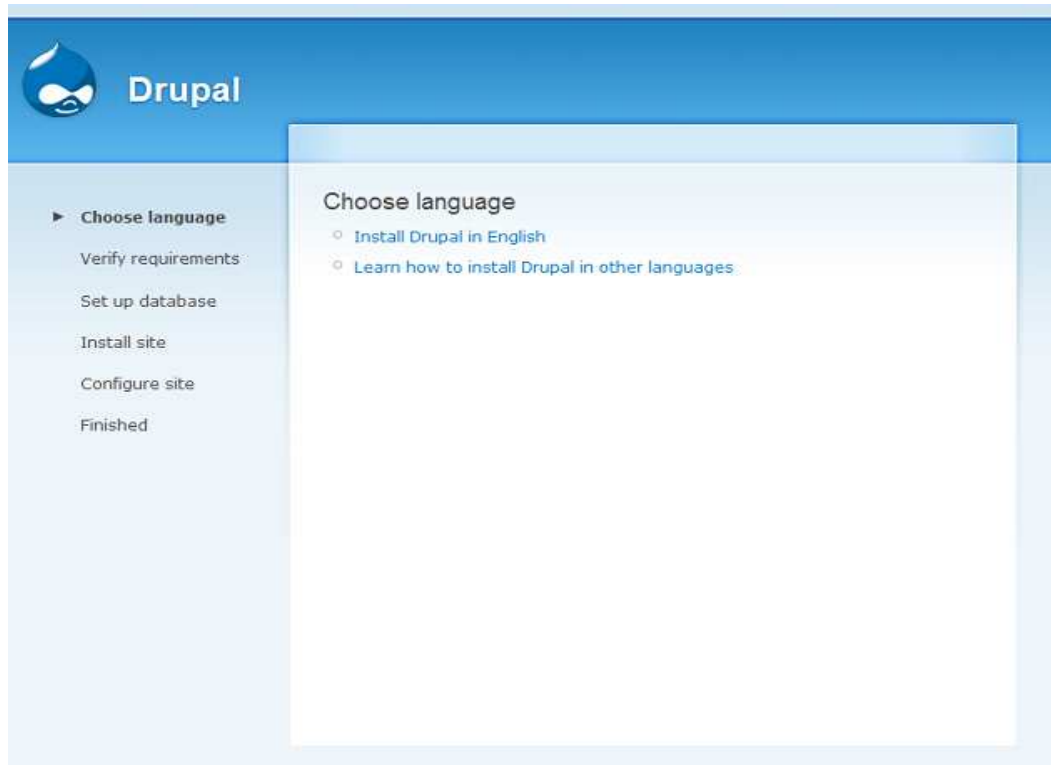 Drupal
Choose language
Verify requirements
Set up database
Install site
Configure site
Finished
Choose language
Install Drupal in English
Learn how to install Drupal in other languages